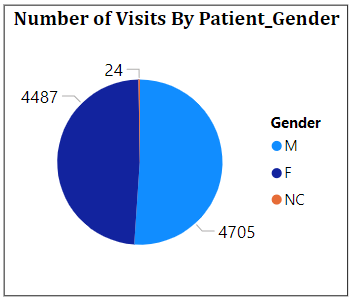 Number of Visits By Patient_Gender
24
4487
4705
Gender
M
F
NC